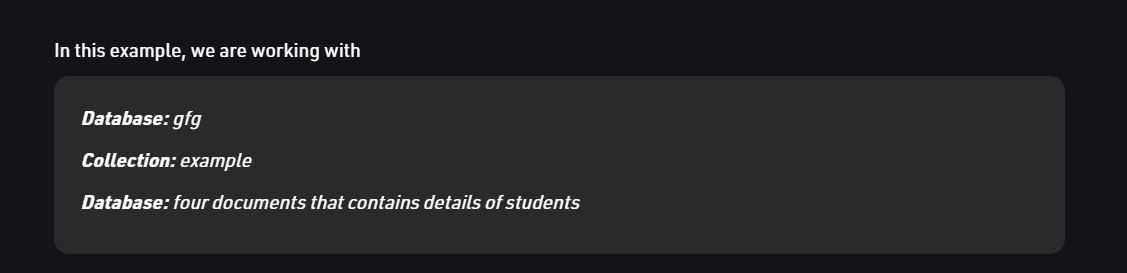 In this example, we are working with
Database: gfg
Collection: example
Database: four documents that contains details of students